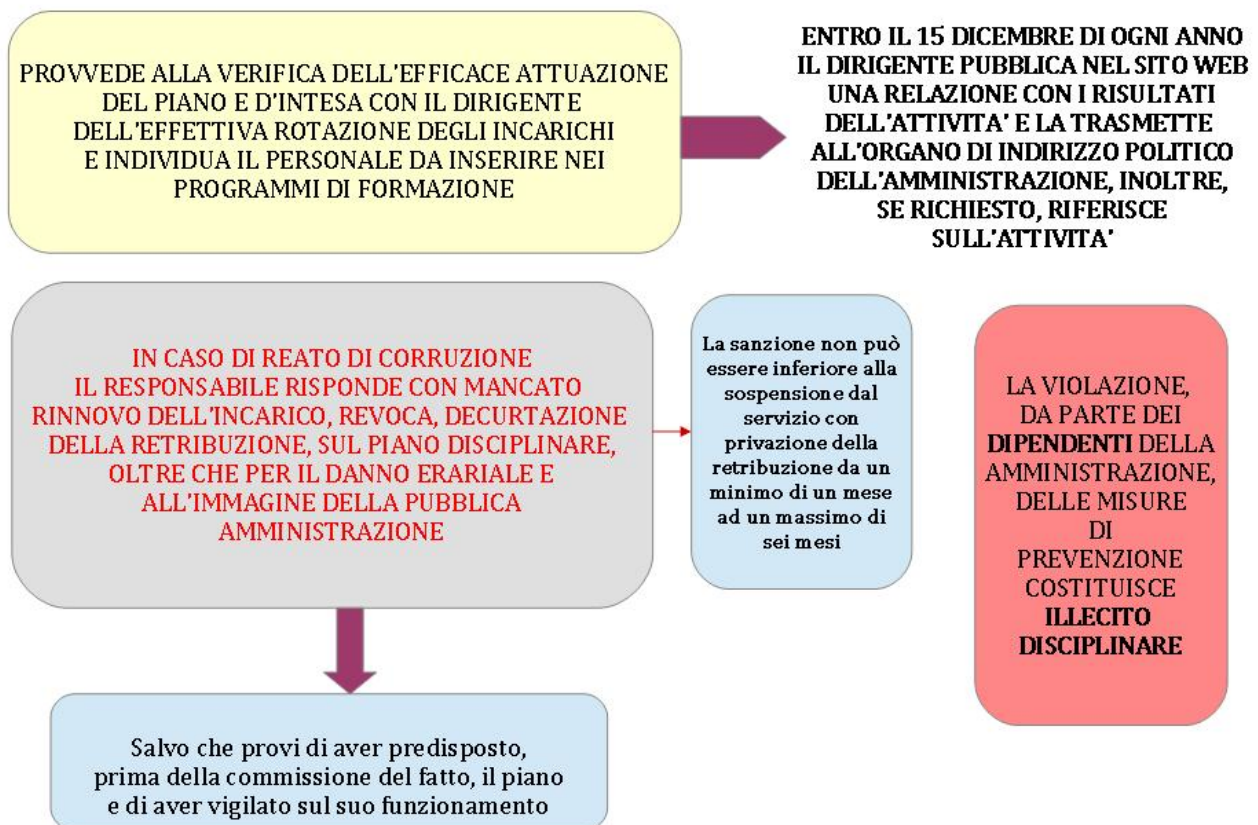 PROVVEDE ALLA VERIFICA DELL'EFFICACE ATTUAZIONE
DEL PIANO E D'INTESA CON IL DIRIGENTE
DELL'EFFETTIVA ROTAZIONE DEGLI INCARICHI
E INDIVIDUA IL PERSONALE DA INSERIRE NEI
PROGRAMMI DI FORMAZIONE
ENTRO IL 15 DICEMBRE DI OGNI ANNO
IL DIRIGENTE PUBBLICA NEL SITO WEB
UNA RELAZIONE CON I RISULTATI
DELL'ATTIVITA' E LA TRASMETTE
ALL'ORGANO DI INDIRIZZO POLITICO
DELL'AMMINISTRAZIONE, INOLTRE,
SE RICHIESTO, RIFERISCE
SULL'ATTIVITA'
IN CASO DI REATO DI CORRUZIONE
IL RESPONSABILE RISPONDE CON MANCATO
RINNOVO DELL'INCARICO, REVOCA, DECURTAZIONE
DELLA RETRIBUZIONE, SUL PIANO DISCIPLINARE,
OLTRE CHE PER IL DANNO ERARIALE E
ALL'IMMAGINE DELLA PUBBLICA
AMMINISTRAZIONE
La sanzione non può
essere inferiore alla
sospensione dal
servizio con
privazione della
retribuzione da un
minimo di un mese
ad un massimo di
sei mesi
LA VIOLAZIONE,
DA PARTE DEI
DIPENDENTI DELLA
AMMINISTRAZIONE,
DELLE MISURE
DI
PREVENZIONE
COSTITUISCE
ILLECITO
DISCIPLINARE
Salvo che provi di aver predisposto,
prima della commissione del fatto, il piano
e di aver vigilato sul suo funzionamento